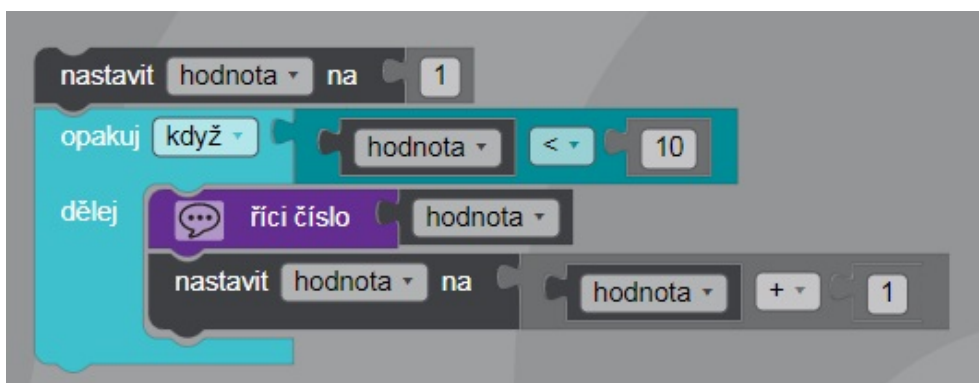 nastavit hodnota na 1
opakuj když hodnota < 10
dělej říci číslo hodnota
nastavit hodnota na hodnota + 1